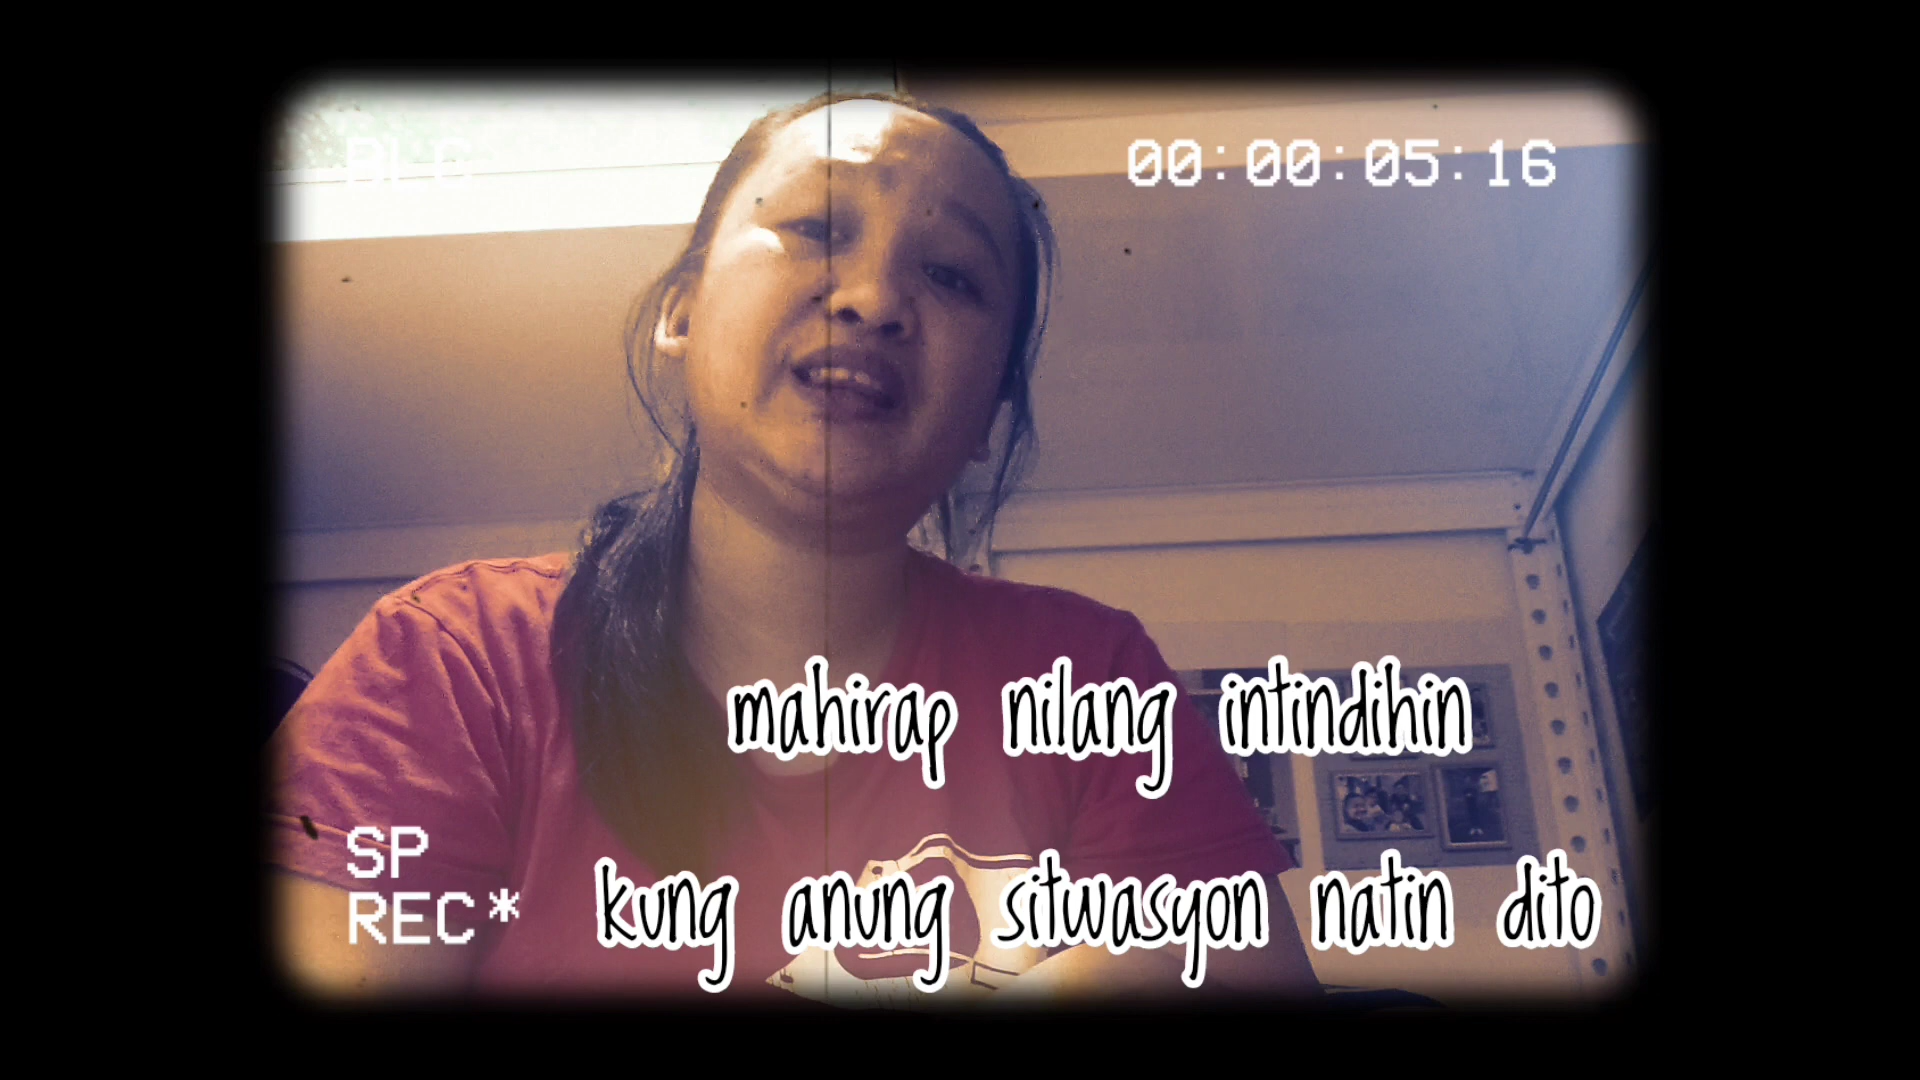 00:00:05:16
mahirap nilang intindihin
SP
REC*
kung anung sitwasyon natin dito